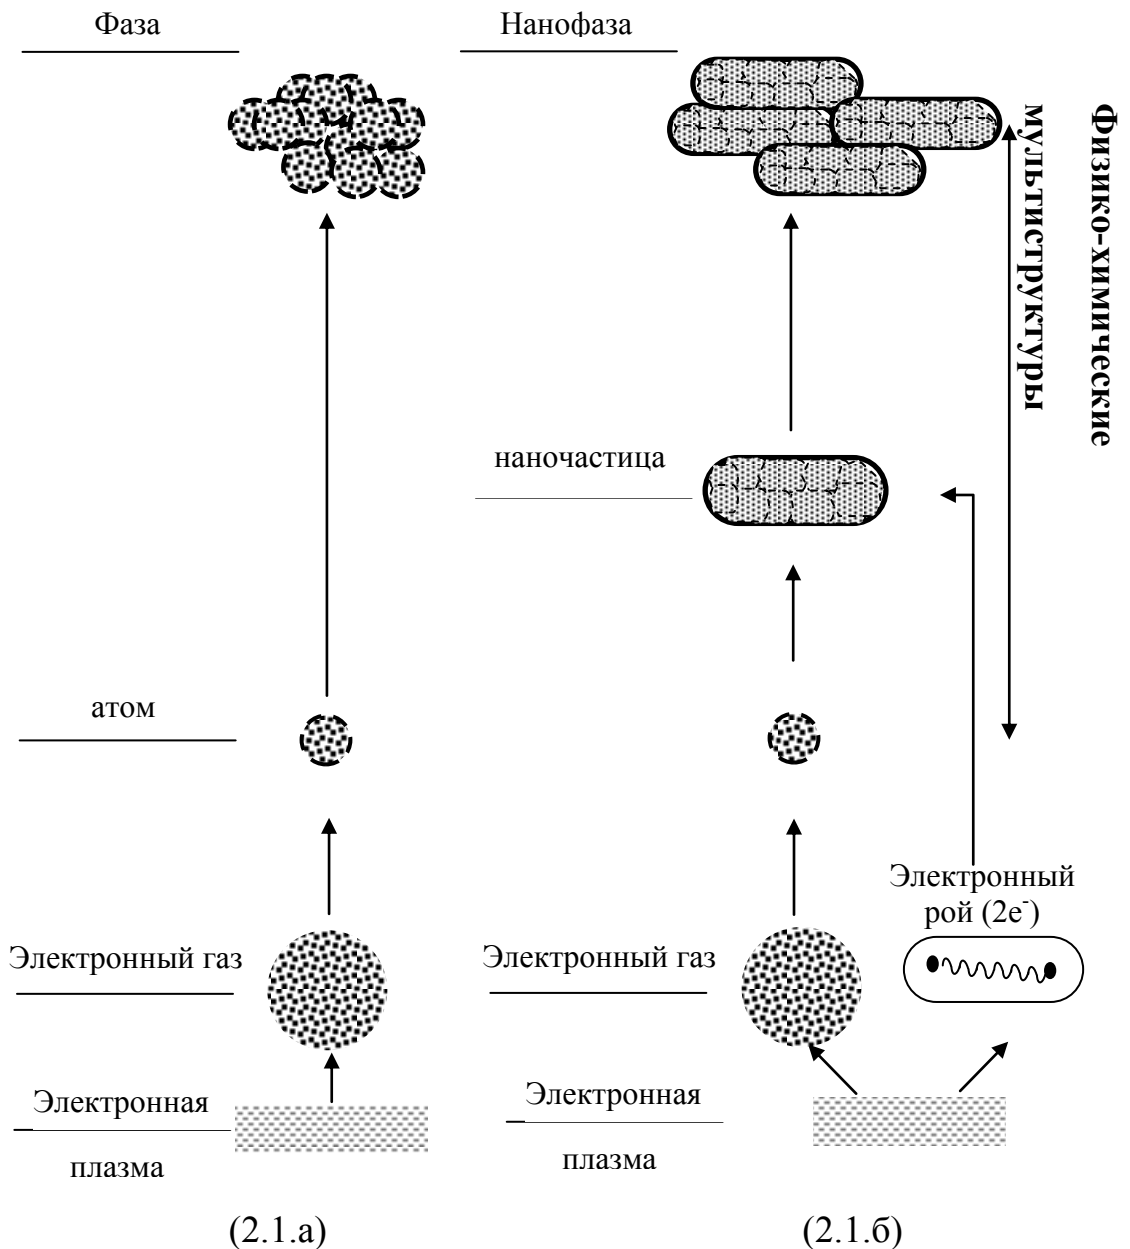 Фаза
Нанофаза
Физико-химические
мультиструктуры
наночастица
атом
Электронный
рой (2е⁻)
Электронный газ
Электронный газ
Электронная
плазма
Электронная
плазма
(2.1.а)
(2.1.б)